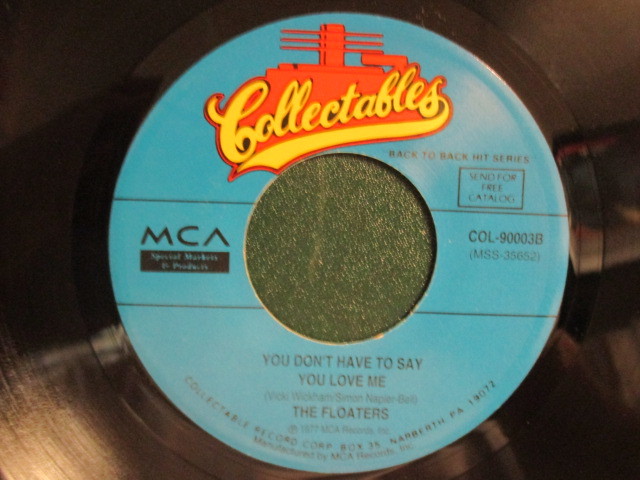 Collectables
BACK TO BACK HIT SERIES
SEND FOR
FREE
CATALOG
MCA
Special Markets
& Products
COL-90003B
(MSS-35652)
YOU DON'T HAVE TO SAY
YOU LOVE ME
(Vicki Wickham/Simon Napier-Bell)
THE FLOATERS
℗ 1977 MCA Records, Inc.
COLLECTABLE RECORD CORP. BOX 35, NARBERTH, PA 19072
Manufactured by MCA Records, Inc.